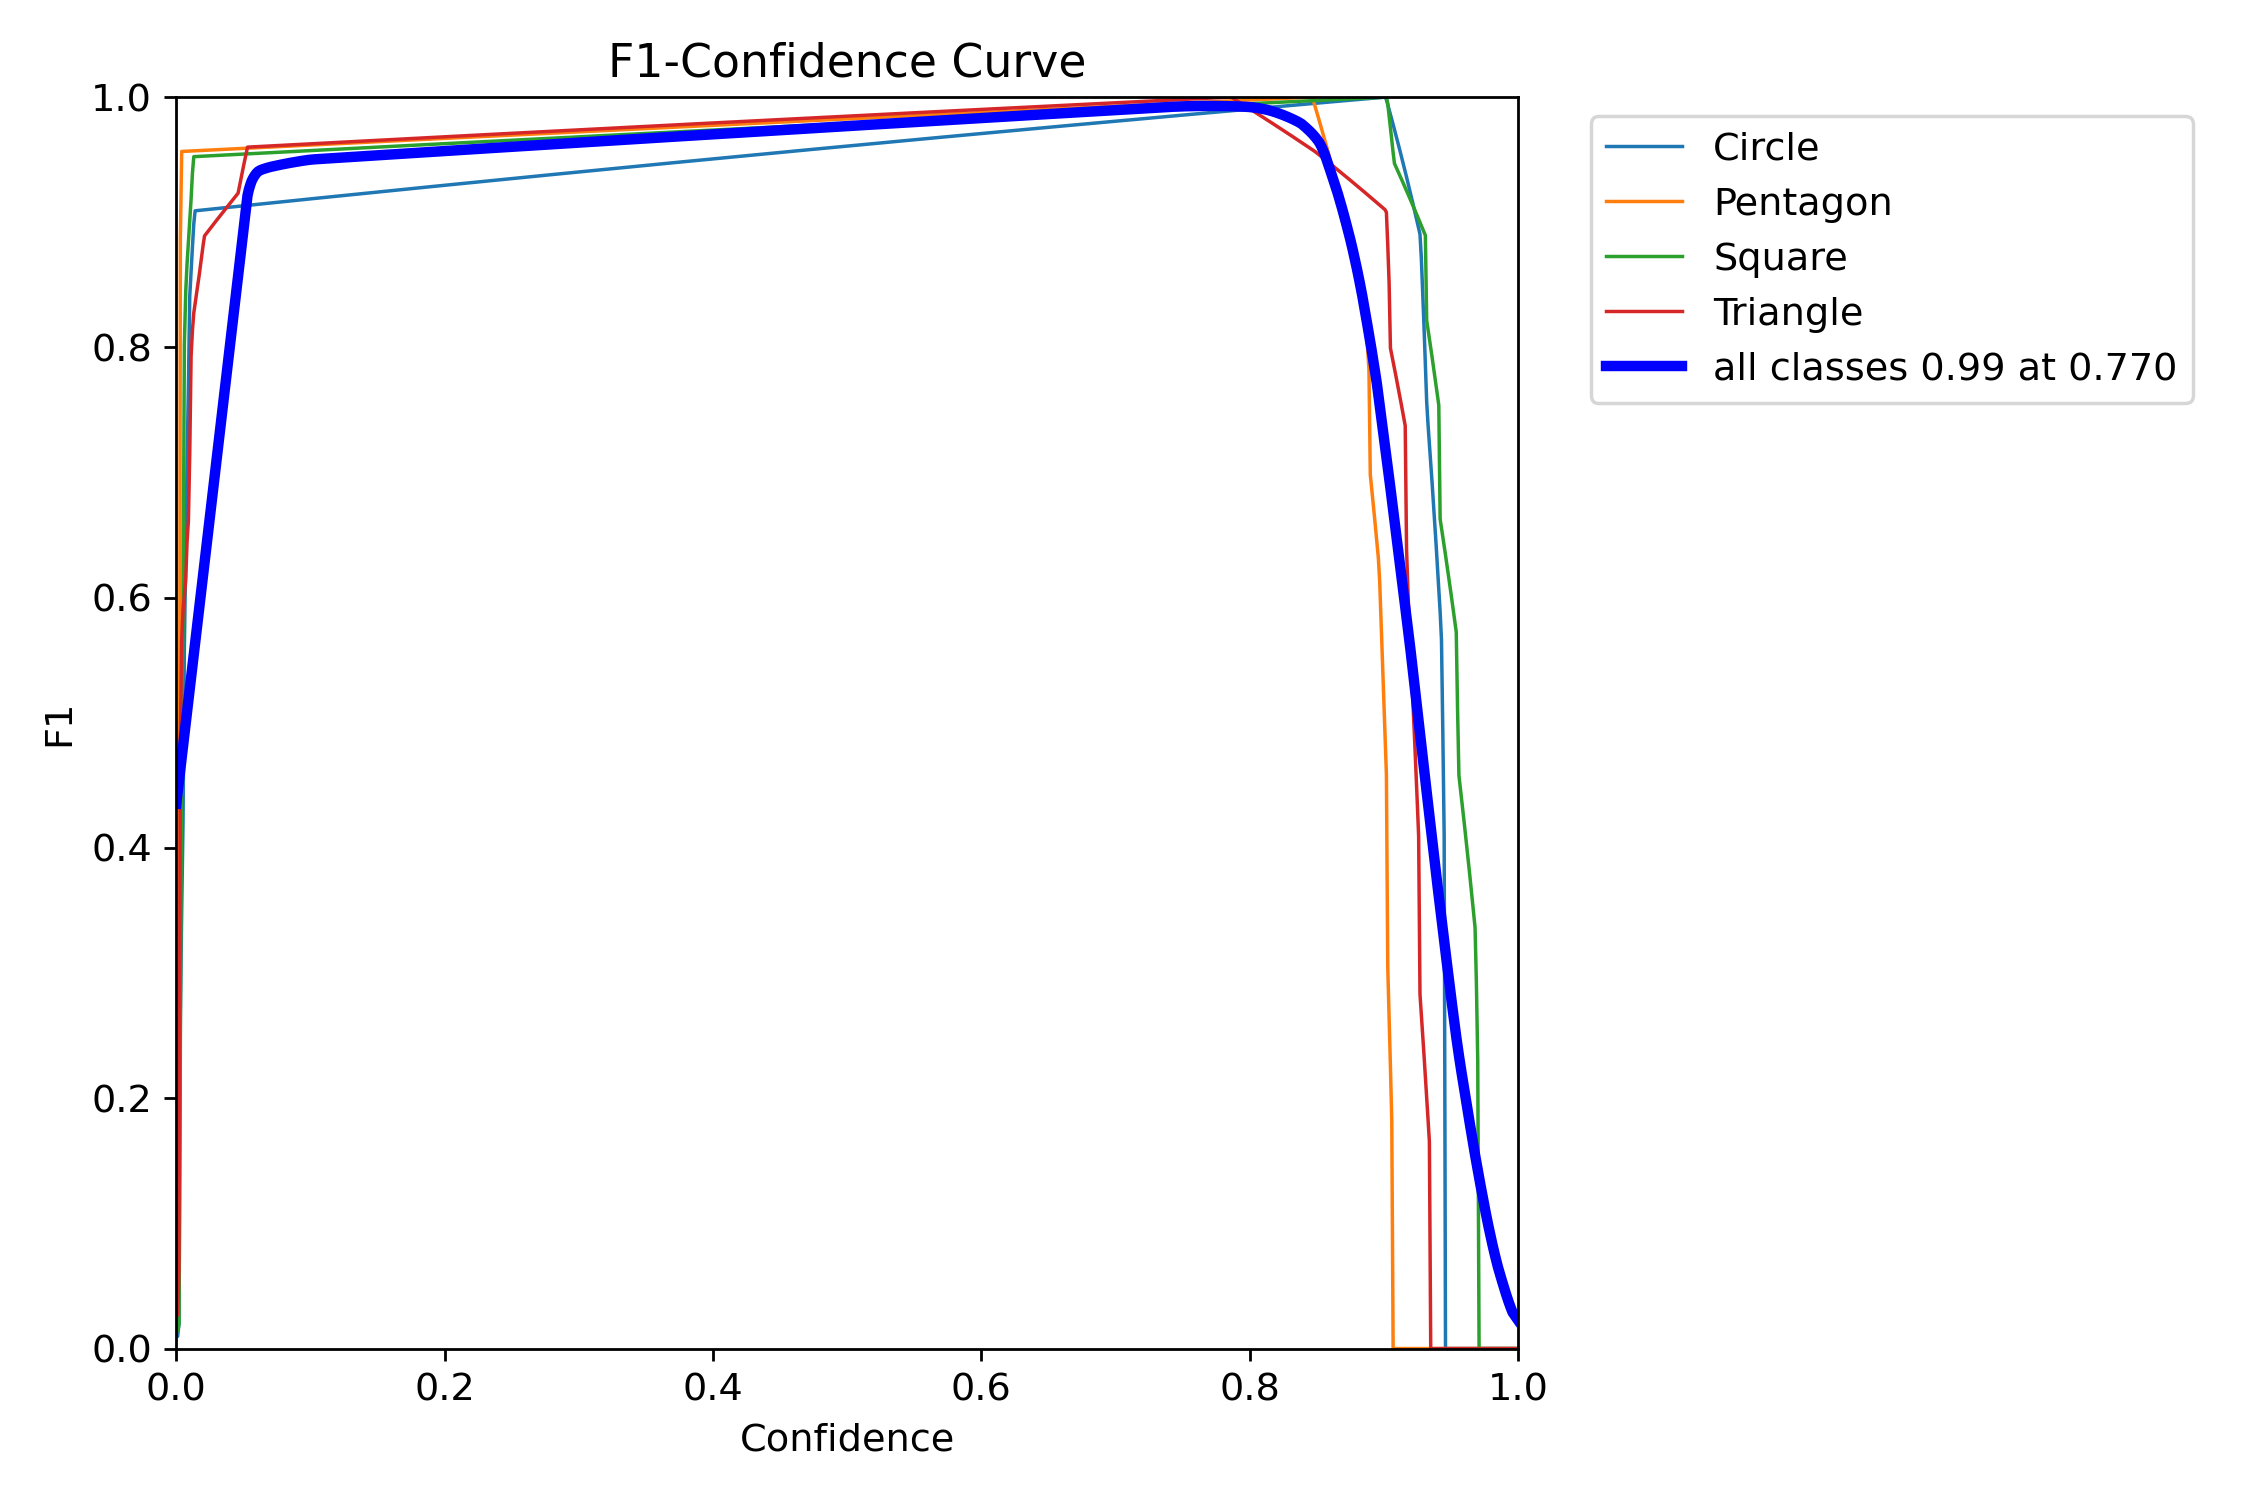 F1-Confidence Curve
1.0
0.8
0.6
0.4
0.2
0.0
F1
0.0 0.2 0.4 0.6 0.8 1.0
Confidence
Circle
Pentagon
Square
Triangle
all classes 0.99 at 0.770